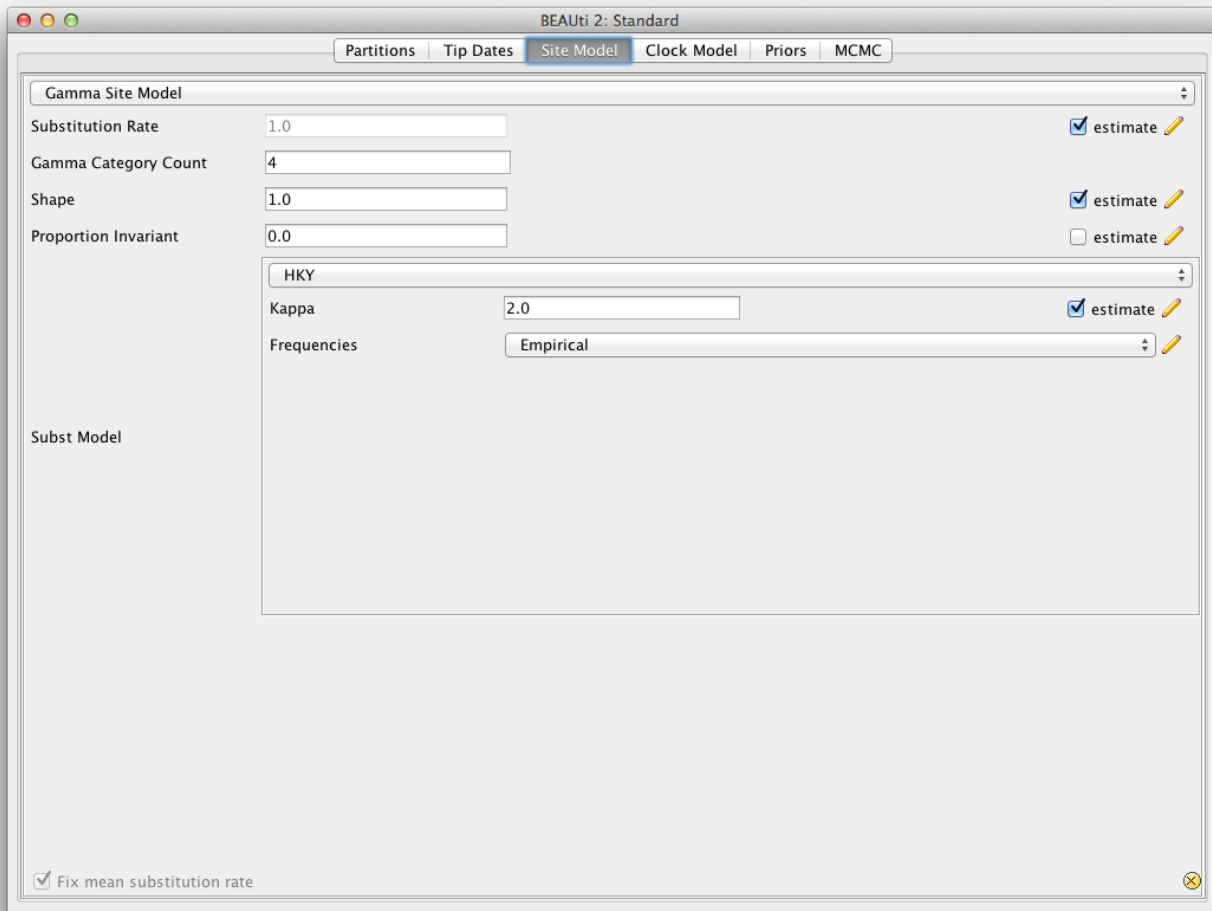 BEAUti 2: Standard
Partitions Tip Dates Site Model Clock Model Priors MCMC
Gamma Site Model
Substitution Rate 1.0 estimate
Gamma Category Count 4
Shape 1.0 estimate
Proportion Invariant 0.0 estimate
HKY
Kappa 2.0 estimate
Frequencies Empirical
Subst Model
Fix mean substitution rate